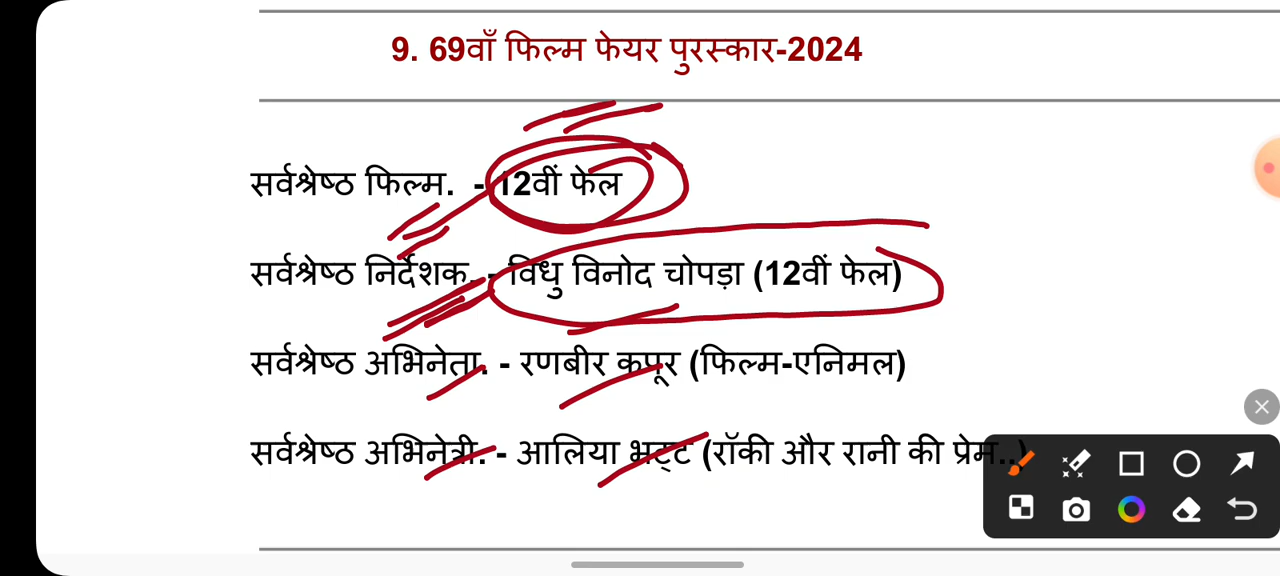 9. 69वाँ फिल्म फेयर पुरस्कार-2024
सर्वश्रेष्ठ फिल्म. - 12वीं फेल
सर्वश्रेष्ठ निर्देशक. - विधु विनोद चोपड़ा (12वीं फेल)
सर्वश्रेष्ठ अभिनेता. - रणबीर कपूर (फिल्म-एनिमल)
सर्वश्रेष्ठ अभिनेत्री. - आलिया भट्ट (रॉकी और रानी की प्रेम..)